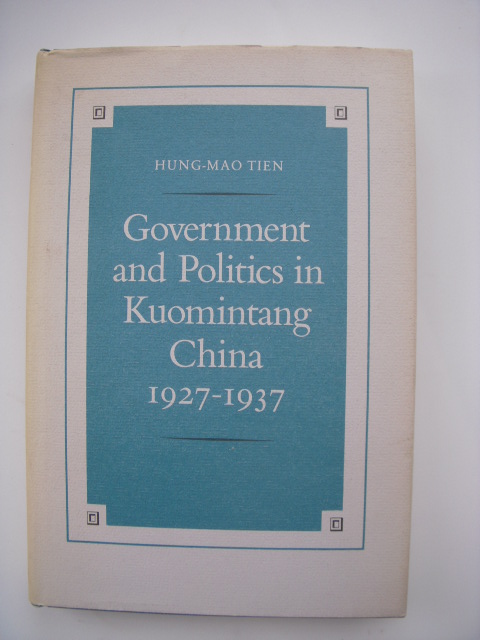 HUNG-MAO TIEN
Government
and Politics in
Kuomintang
China
1927-1937